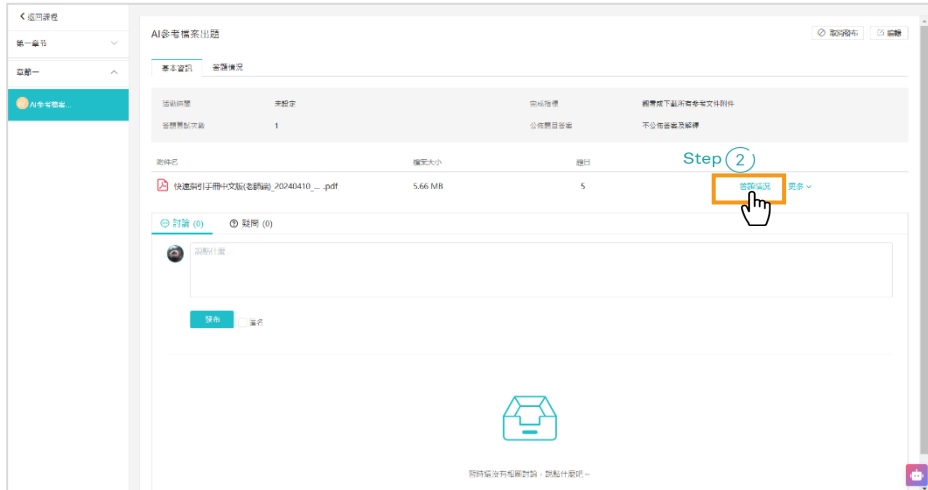 返回課程
AI參考檔案出題
取消發布 編輯
第一章节
基本資訊 答題情況
章節一
AI參考檔案...
活動時間 未設定 完成指標 觀看或下載所有參考文件附件
答題嘗試次數 1 公佈題目答案 不公佈答案及解釋
附件名 檔案大小 題目
Step 2
快速指引手冊中文版(老師端)_20240410_... .pdf 5.66 MB 5 答題情況 更多
討論 (0) 疑問 (0)
說點什麼
發布 匿名
暫時還沒有相關討論，說點什麼吧~